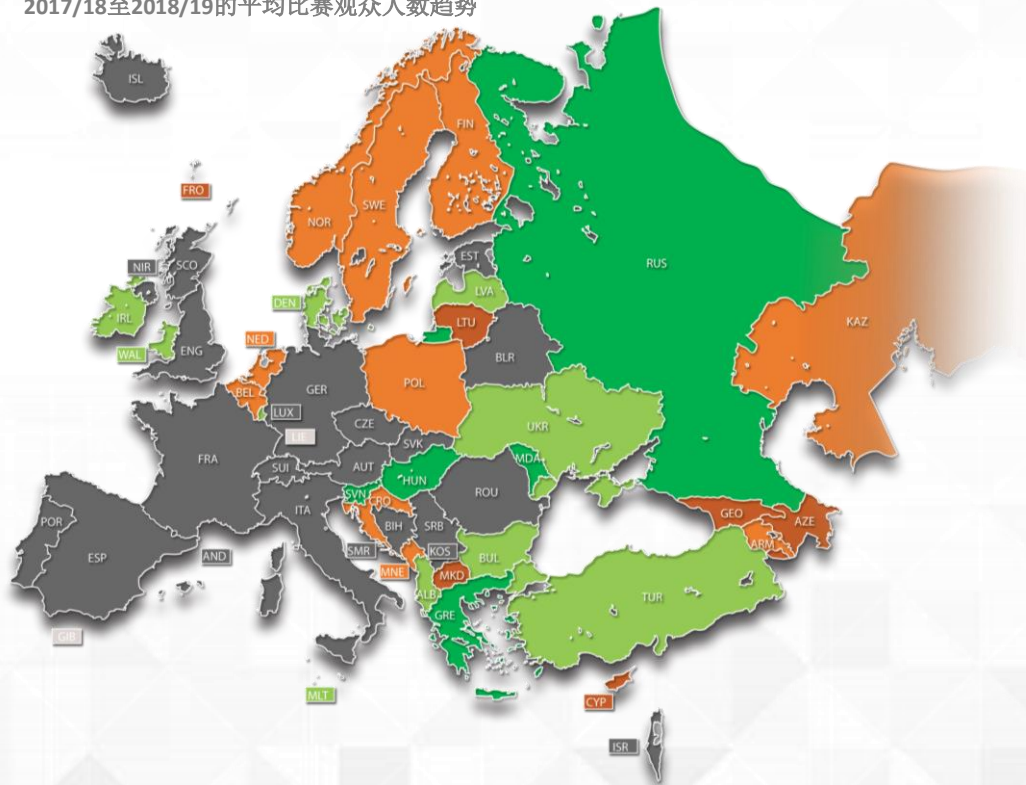 2017/18至2018/19的平均比赛观众人数趋势
ISL
FIN
FRO
NOR
SWE
NIR
SCO
EST
RUS
IRL
DEN
LVA
LTU
KAZ
WAL
ENG
NED
BLR
BEL
GER
POL
LUX
CZE
UKR
LIE
SVK
FRA
MDA
SUI
AUT
HUN
SVN
CRO
ROU
ITA
POR
BIH
SRB
GEO
AZE
ESP
AND
SMR
KOS
BUL
ARM
MNE
MKD
ALB
TUR
GRE
GIB
MLT
CYP
ISR